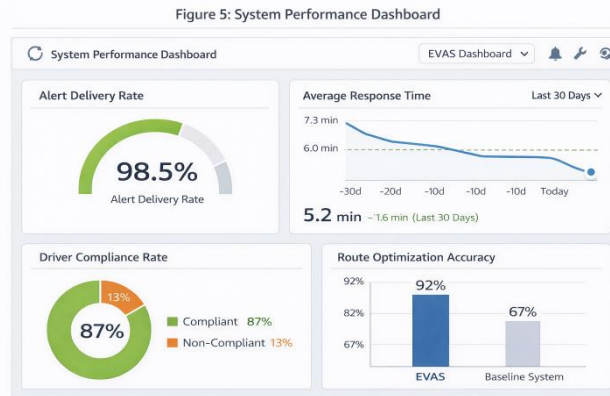 Figure 5: System Performance Dashboard
System Performance Dashboard
EVAS Dashboard
Alert Delivery Rate
98.5%
Alert Delivery Rate
Average Response Time
Last 30 Days
7.3 min
6.0 min
-30d -20d -10d -10d -10d Today
5.2 min -1.6 min (Last 30 Days)
Driver Compliance Rate
13%
87%
Compliant 87%
Non-Compliant 13%
Route Optimization Accuracy
92%
82%
67%
92%
67%
EVAS Baseline System